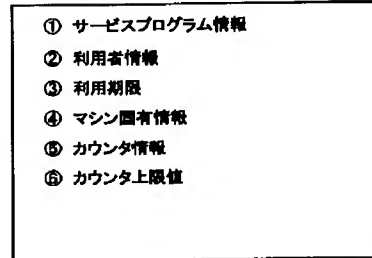 ① サービスプログラム情報
② 利用者情報
③ 利用期限
④ マシン固有情報
⑤ カウンタ情報
⑥ カウンタ上限値